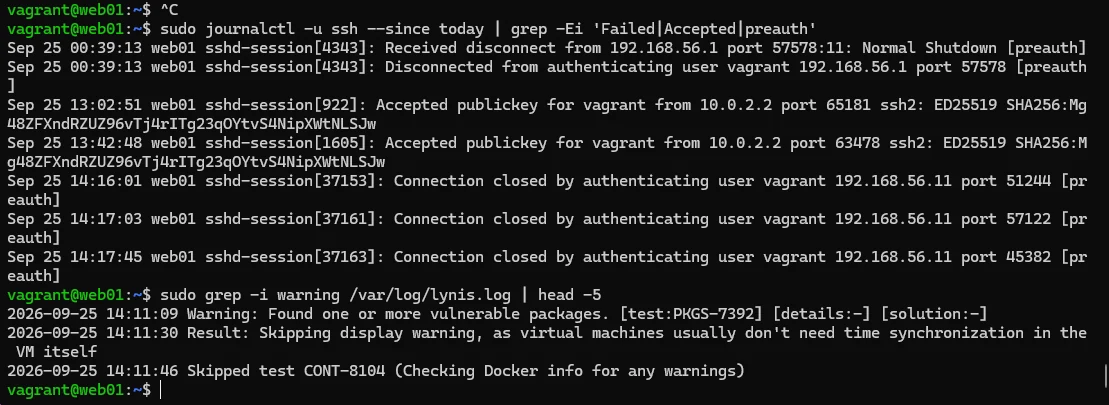 vagrant@web01:~$ ^C
vagrant@web01:~$ sudo journalctl -u ssh --since today | grep -Ei 'Failed|Accepted|preauth'
Sep 25 00:39:13 web01 sshd-session[4343]: Received disconnect from 192.168.56.1 port 57578:11: Normal Shutdown [preauth]
Sep 25 00:39:13 web01 sshd-session[4343]: Disconnected from authenticating user vagrant 192.168.56.1 port 57578 [preauth
]
Sep 25 13:02:51 web01 sshd-session[922]: Accepted publickey for vagrant from 10.0.2.2 port 65181 ssh2: ED25519 SHA256:Mg
48ZFXndRZUZ96vTj4rITg23qOYtvS4NipXWtNLSJw
Sep 25 13:42:48 web01 sshd-session[1605]: Accepted publickey for vagrant from 10.0.2.2 port 63478 ssh2: ED25519 SHA256:M
g48ZFXndRZUZ96vTj4rITg23qOYtvS4NipXWtNLSJw
Sep 25 14:16:01 web01 sshd-session[37153]: Connection closed by authenticating user vagrant 192.168.56.11 port 51244 [pr
eauth]
Sep 25 14:17:03 web01 sshd-session[37161]: Connection closed by authenticating user vagrant 192.168.56.11 port 57122 [pr
eauth]
Sep 25 14:17:45 web01 sshd-session[37163]: Connection closed by authenticating user vagrant 192.168.56.11 port 45382 [pr
eauth]
vagrant@web01:~$ sudo grep -i warning /var/log/lynis.log | head -5
2026-09-25 14:11:09 Warning: Found one or more vulnerable packages. [test:PKGS-7392] [details:-] [solution:-]
2026-09-25 14:11:30 Result: Skipping display warning, as virtual machines usually don't need time synchronization in the
 VM itself
2026-09-25 14:11:46 Skipped test CONT-8104 (Checking Docker info for any warnings)
vagrant@web01:~$